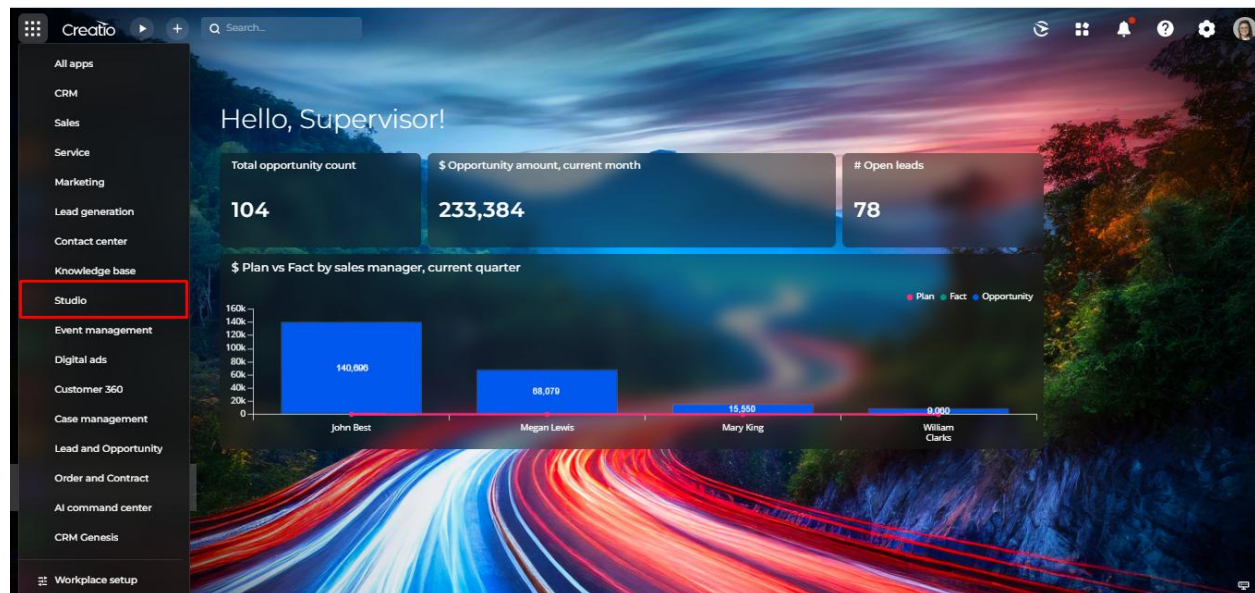 Creatio
Search...
All apps
CRM
Sales
Service
Marketing
Lead generation
Contact center
Knowledge base
Studio
Event management
Digital ads
Customer 360
Case management
Lead and Opportunity
Order and Contract
AI command center
CRM Genesis
Workplace setup
Hello, Supervisor!
Total opportunity count
104
$ Opportunity amount, current month
233,384
# Open leads
78
$ Plan vs Fact by sales manager, current quarter
Plan Fact Opportunity
160k
140k
120k
100k
80k
60k
40k
20k
0
140,696
68,079
15,550
9,060
John Best
Megan Lewis
Mary King
William
Clarks